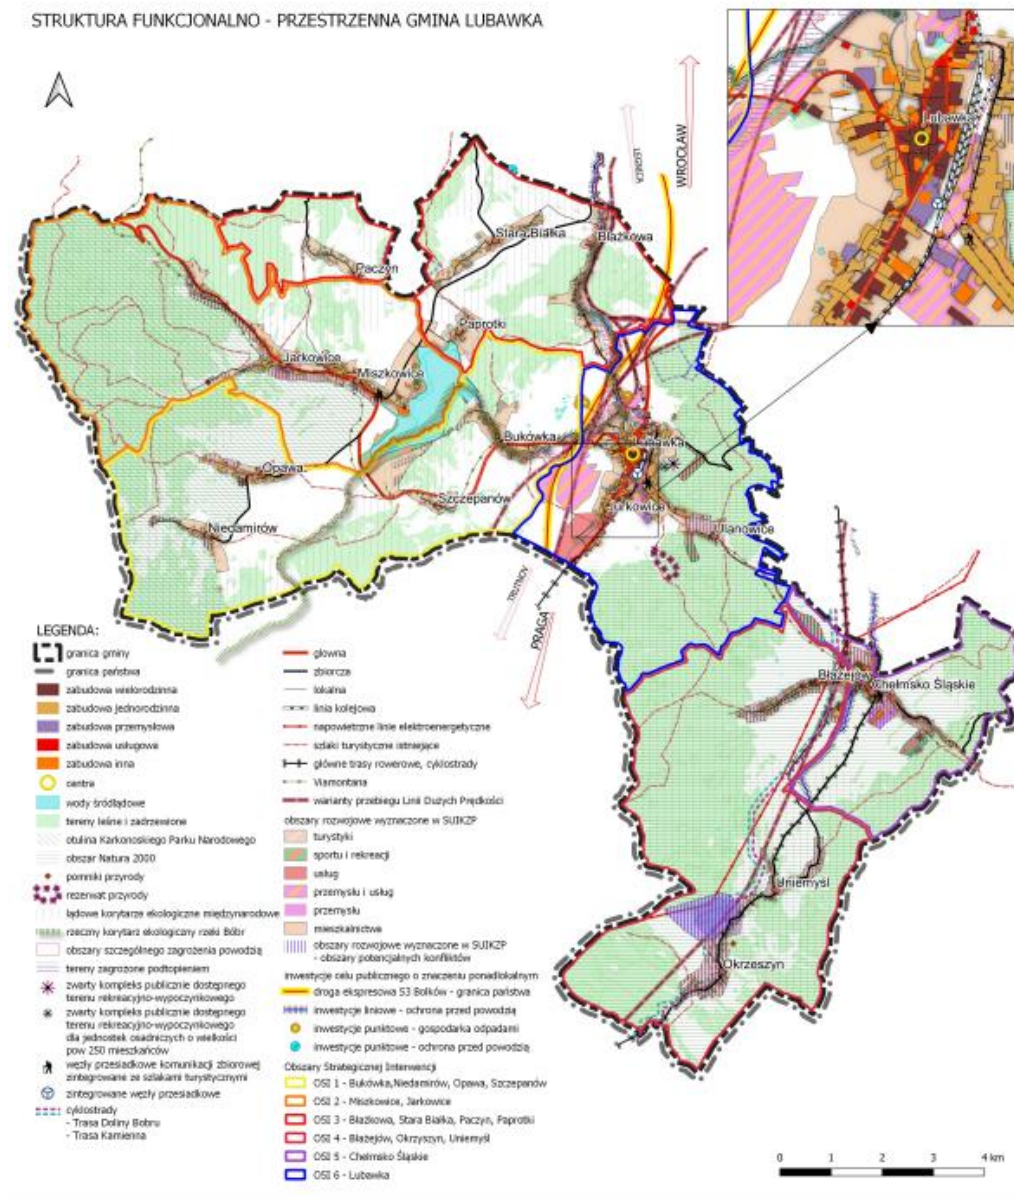 STRUKTURA FUNKCJONALNO - PRZESTRZENNA GMINA LUBAWKA
WROCŁAW
LEGNICA
Lubawka
Stara Białka
Błażkowa
Paczyn
Paprotki
Jarkowice
Miszkowice
Bukówka
Lubawka
Opawa
Szczepanów
Jurkowice
Ulanowice
Niedamirów
TRUTNOV
PRAGA
Błażejów
Chełmsko Śląskie
Uniemyśl
Okrzeszyn
LEGENDA:
granica gminy
granica państwa
zabudowa wielorodzinna
zabudowa jednorodzinna
zabudowa przemysłowa
zabudowa usługowa
zabudowa inna
centra
wody śródlądowe
tereny leśne i zadrzewione
otulina Karkonoskiego Parku Narodowego
obszar Natura 2000
pomniki przyrody
rezerwat przyrody
lądowe korytarze ekologiczne międzynarodowe
rzeczny korytarz ekologiczny rzeki Bóbr
obszary szczególnego zagrożenia powodzią
tereny zagrożone podtopieniem
zwarty kompleks publicznie dostępnego
terenu rekreacyjno-wypoczynkowego
zwarty kompleks publicznie dostępnego
terenu rekreacyjno-wypoczynkowego
dla jednostek osadniczych o wielkości
pow 250 mieszkańców
węzły przesiadkowe komunikacji zbiorowej
zintegrowane ze szlakami turystycznymi
zintegrowane węzły przesiadkowe
cyklostrady
- Trasa Doliny Bobru
- Trasa Kamienna
główna
zbiorcza
lokalna
linia kolejowa
napowietrzne linie elektroenergetyczne
szlaki turystyczne istniejące
główne trasy rowerowe, cyklostrady
Viamontana
warianty przebiegu Linii Dużych Prędkości
obszary rozwojowe wyznaczone w SUIKZP
turystyki
sportu i rekreacji
usług
przemysłu i usług
przemysłu
mieszkalnictwa
obszary rozwojowe wyznaczone w SUIKZP
- obszary potencjalnych konfliktów
inwestycje celu publicznego o znaczeniu ponadlokalnym
droga ekspresowa S3 Bolków - granica państwa
inwestycje liniowe - ochrona przed powodzią
inwestycje punktowe - gospodarka odpadami
inwestycje punktowe - ochrona przed powodzią
Obszary Strategicznej Interwencji
OSI 1 - Bukówka,Niedamirów, Opawa, Szczepanów
OSI 2 - Miszkowice, Jarkowice
OSI 3 - Błażkowa, Stara Białka, Paczyn, Paprotki
OSI 4 - Błażejów, Okrzyszyn, Uniemyśl
OSI 5 - Chełmsko Śląskie
OSI 6 - Lubawka
0 1 2 3 4 km